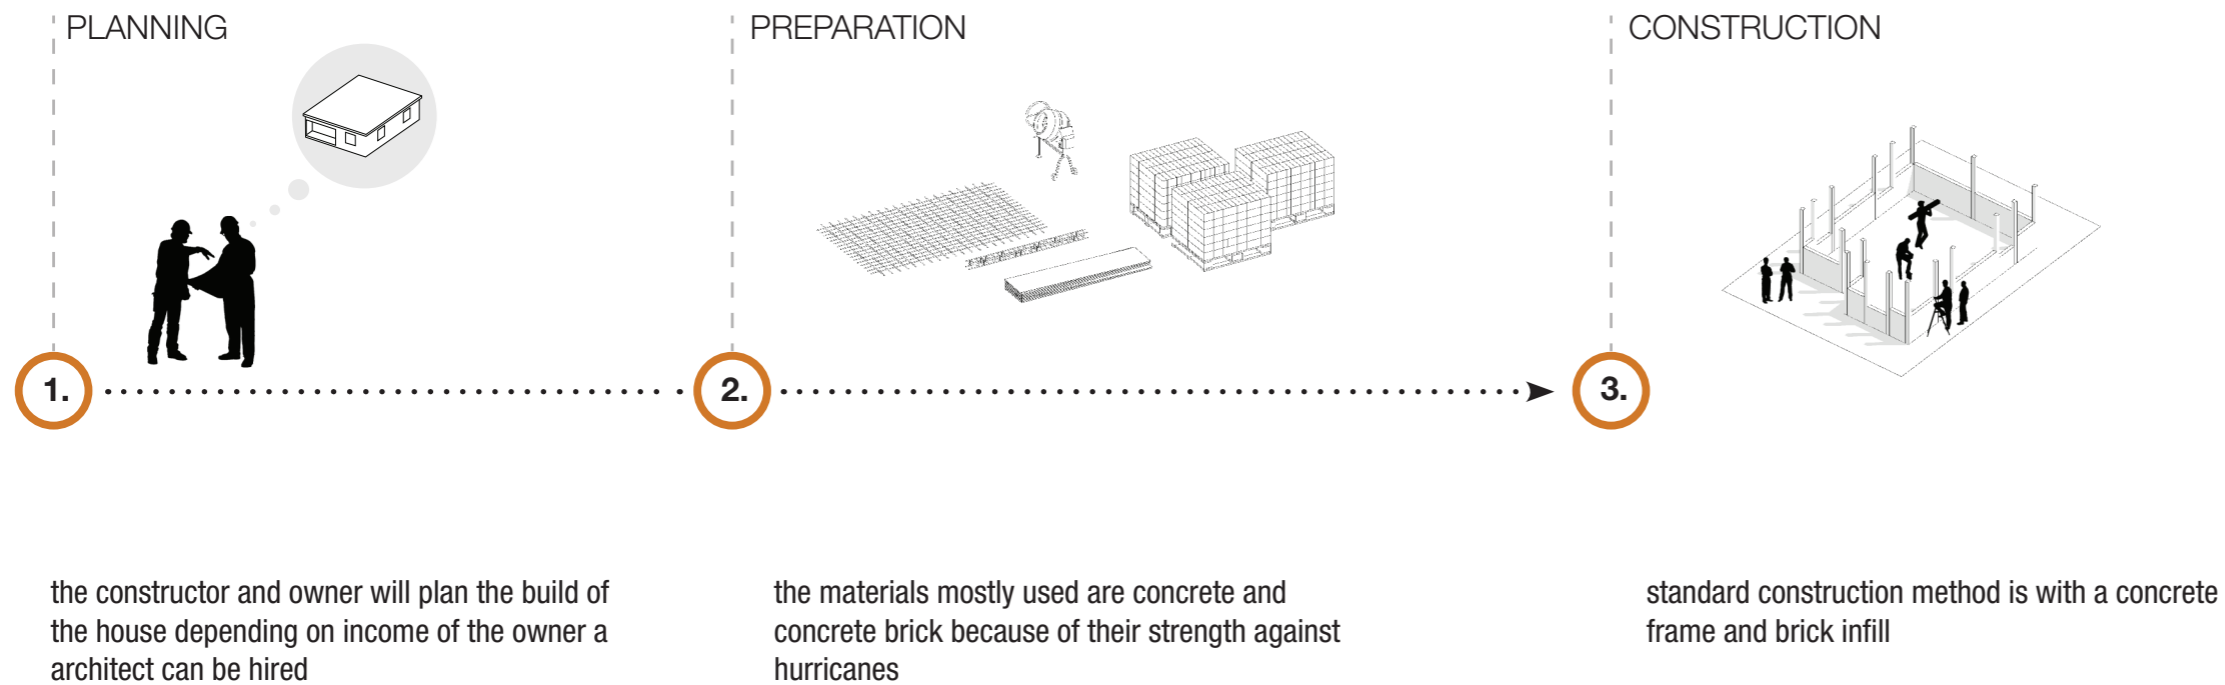 PLANNING
PREPARATION
CONSTRUCTION
1.
2.
3.
the constructor and owner will plan the build of
the house depending on income of the owner a
architect can be hired
the materials mostly used are concrete and
concrete brick because of their strength against
hurricanes
standard construction method is with a concrete
frame and brick infill